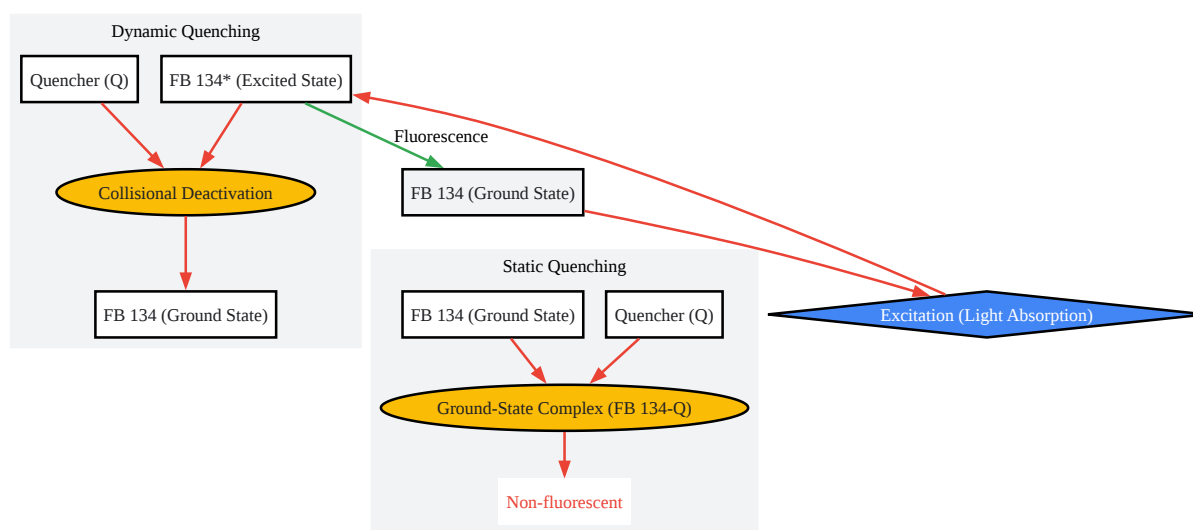 Dynamic Quenching
Quencher (Q)
FB 134* (Excited State)
Fluorescence
Collisional Deactivation
FB 134 (Ground State)
FB 134 (Ground State)
Static Quenching
FB 134 (Ground State)
Quencher (Q)
Excitation (Light Absorption)
Ground-State Complex (FB 134-Q)
Non-fluorescent